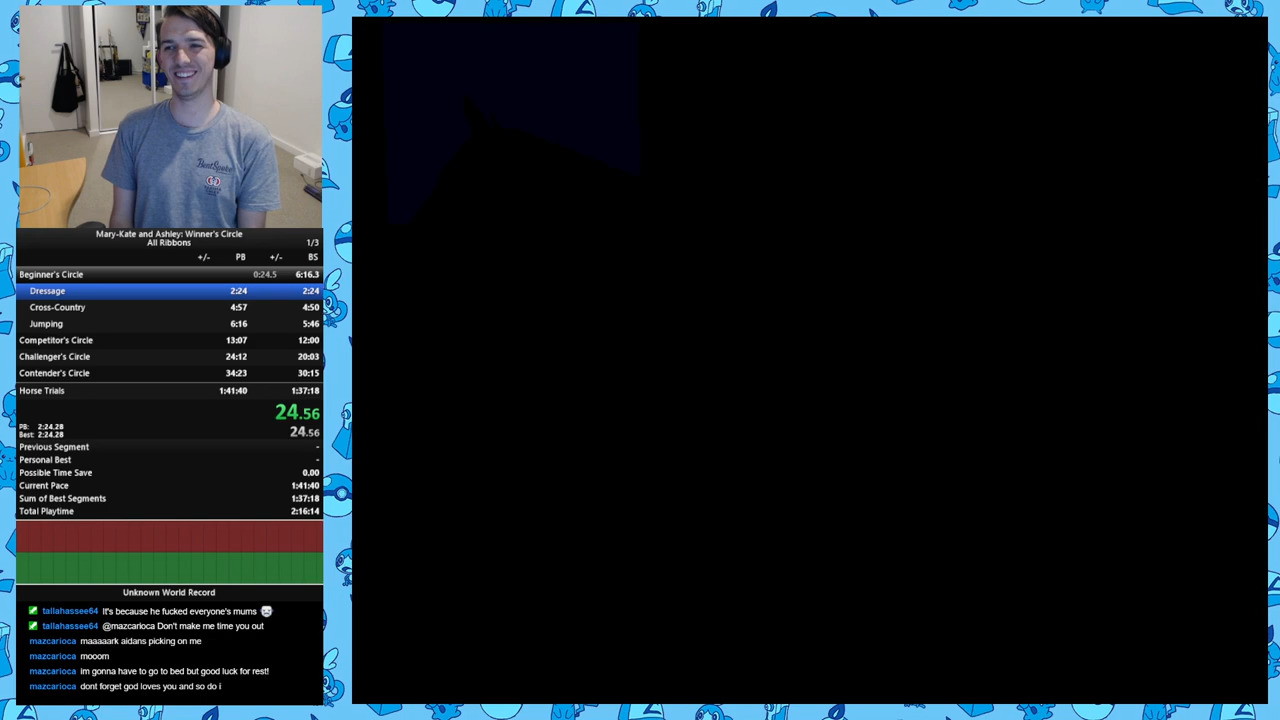 Mary-Kate and Ashley: Winner's Circle
All Ribbons 1/3
+/- PB +/- BS
Beginner's Circle 0:24.5 6:16.3
Dressage 2:24 2:24
Cross-Country 4:57 4:50
Jumping 6:16 5:46
Competitor's Circle 13:07 12:00
Challenger's Circle 24:12 20:03
Contender's Circle 34:23 30:15
Horse Trials 1:41:40 1:37:18
24.56
PB: 2:24.28
Best: 2:24.28 24.56
Previous Segment -
Personal Best -
Possible Time Save 0.00
Current Pace 1:41:40
Sum of Best Segments 1:37:18
Total Playtime 2:16:14
Unknown World Record
tallahassee64 It's because he fucked everyone's mums
tallahassee64 @mazcarioca Don't make me time you out
mazcarioca maaaaark aidans picking on me
mazcarioca mooom
mazcarioca im gonna have to go to bed but good luck for rest!
mazcarioca dont forget god loves you and so do i